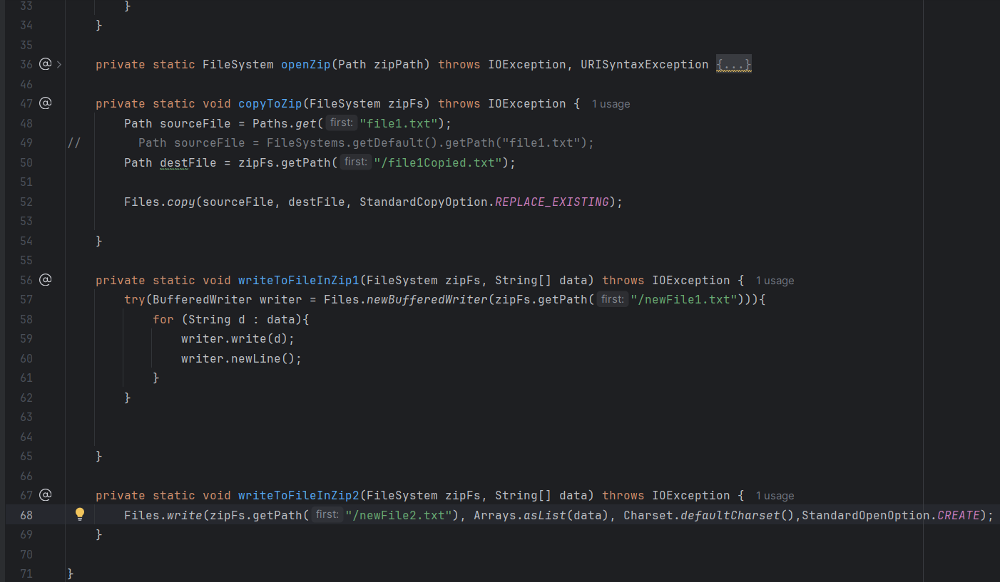 33 }
34 }
35
36 @ > private static FileSystem openZip(Path zipPath) throws IOException, URISyntaxException {...}
46
47 @ private static void copyToZip(FileSystem zipFs) throws IOException { 1 usage
48 Path sourceFile = Paths.get( first: "file1.txt");
49 // Path sourceFile = FileSystems.getDefault().getPath("file1.txt");
50 Path destFile = zipFs.getPath( first: "/file1Copied.txt");
51
52 Files.copy(sourceFile, destFile, StandardCopyOption.REPLACE_EXISTING);
53
54 }
55
56 @ private static void writeToFileInZip1(FileSystem zipFs, String[] data) throws IOException { 1 usage
57 try(BufferedWriter writer = Files.newBufferedWriter(zipFs.getPath( first: "/newFile1.txt"))){
58 for (String d : data){
59 writer.write(d);
60 writer.newLine();
61 }
62 }
63
64
65 }
66
67 @ private static void writeToFileInZip2(FileSystem zipFs, String[] data) throws IOException { 1 usage
68 Files.write(zipFs.getPath( first: "/newFile2.txt"), Arrays.asList(data), Charset.defaultCharset(),StandardOpenOption.CREATE);
69 }
70
71 }